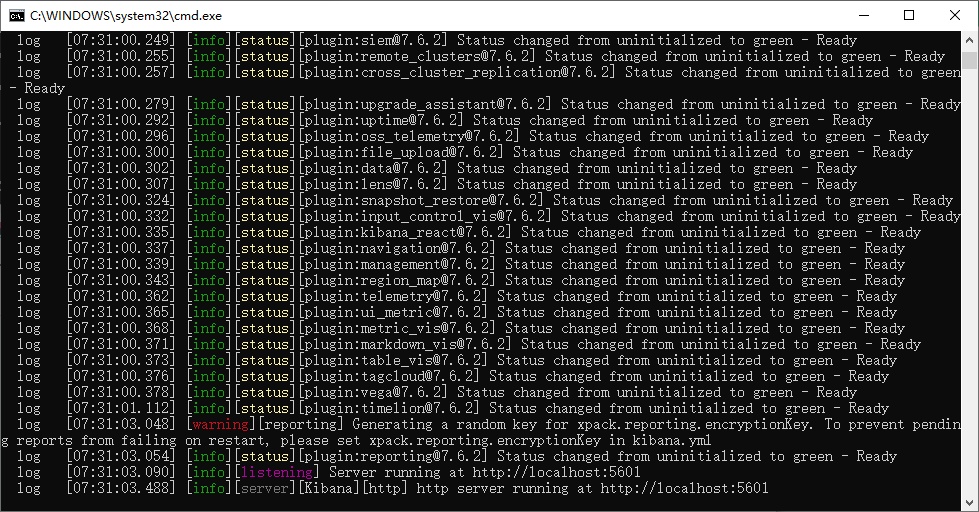 C:\WINDOWS\system32\cmd.exe
log [07:31:00.249] [info][status][plugin:siem@7.6.2] Status changed from uninitialized to green - Ready
log [07:31:00.255] [info][status][plugin:remote_clusters@7.6.2] Status changed from uninitialized to green - Ready
log [07:31:00.257] [info][status][plugin:cross_cluster_replication@7.6.2] Status changed from uninitialized to green
- Ready
log [07:31:00.279] [info][status][plugin:upgrade_assistant@7.6.2] Status changed from uninitialized to green - Ready
log [07:31:00.292] [info][status][plugin:uptime@7.6.2] Status changed from uninitialized to green - Ready
log [07:31:00.296] [info][status][plugin:oss_telemetry@7.6.2] Status changed from uninitialized to green - Ready
log [07:31:00.300] [info][status][plugin:file_upload@7.6.2] Status changed from uninitialized to green - Ready
log [07:31:00.302] [info][status][plugin:data@7.6.2] Status changed from uninitialized to green - Ready
log [07:31:00.307] [info][status][plugin:lens@7.6.2] Status changed from uninitialized to green - Ready
log [07:31:00.324] [info][status][plugin:snapshot_restore@7.6.2] Status changed from uninitialized to green - Ready
log [07:31:00.332] [info][status][plugin:input_control_vis@7.6.2] Status changed from uninitialized to green - Ready
log [07:31:00.335] [info][status][plugin:kibana_react@7.6.2] Status changed from uninitialized to green - Ready
log [07:31:00.337] [info][status][plugin:navigation@7.6.2] Status changed from uninitialized to green - Ready
log [07:31:00.339] [info][status][plugin:management@7.6.2] Status changed from uninitialized to green - Ready
log [07:31:00.343] [info][status][plugin:region_map@7.6.2] Status changed from uninitialized to green - Ready
log [07:31:00.362] [info][status][plugin:telemetry@7.6.2] Status changed from uninitialized to green - Ready
log [07:31:00.365] [info][status][plugin:ui_metric@7.6.2] Status changed from uninitialized to green - Ready
log [07:31:00.368] [info][status][plugin:metric_vis@7.6.2] Status changed from uninitialized to green - Ready
log [07:31:00.371] [info][status][plugin:markdown_vis@7.6.2] Status changed from uninitialized to green - Ready
log [07:31:00.373] [info][status][plugin:table_vis@7.6.2] Status changed from uninitialized to green - Ready
log [07:31:00.376] [info][status][plugin:tagcloud@7.6.2] Status changed from uninitialized to green - Ready
log [07:31:00.378] [info][status][plugin:vega@7.6.2] Status changed from uninitialized to green - Ready
log [07:31:01.112] [info][status][plugin:timelion@7.6.2] Status changed from uninitialized to green - Ready
log [07:31:03.048] [warning][reporting] Generating a random key for xpack.reporting.encryptionKey. To prevent pendin
g reports from failing on restart, please set xpack.reporting.encryptionKey in kibana.yml
log [07:31:03.054] [info][status][plugin:reporting@7.6.2] Status changed from uninitialized to green - Ready
log [07:31:03.090] [info][listening] Server running at http://localhost:5601
log [07:31:03.488] [info][server][Kibana][http] http server running at http://localhost:5601